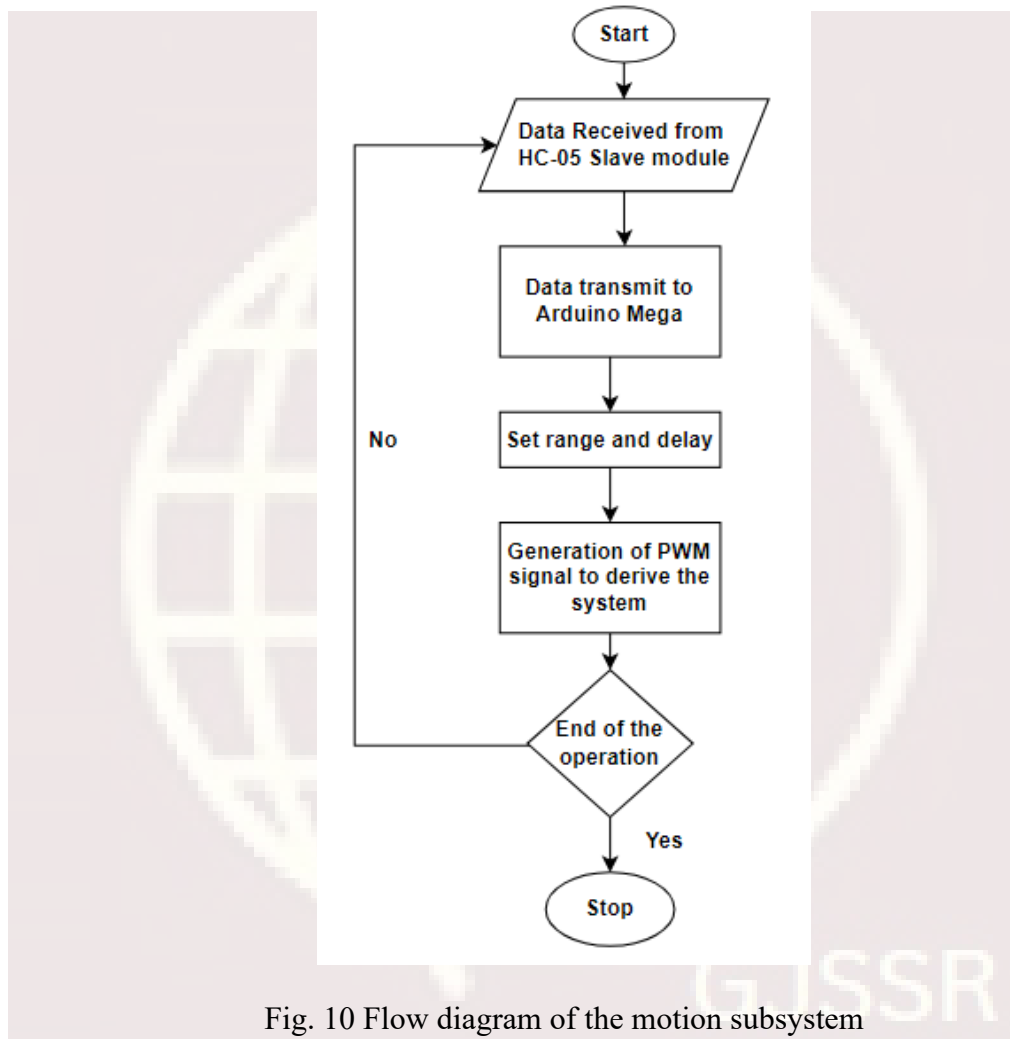 Start
Data Received from
HC-05 Slave module
Data transmit to
Arduino Mega
Set range and delay
No
Generation of PWM
signal to derive the
system
End of the
operation
Yes
Stop
GJSSR
Fig. 10 Flow diagram of the motion subsystem